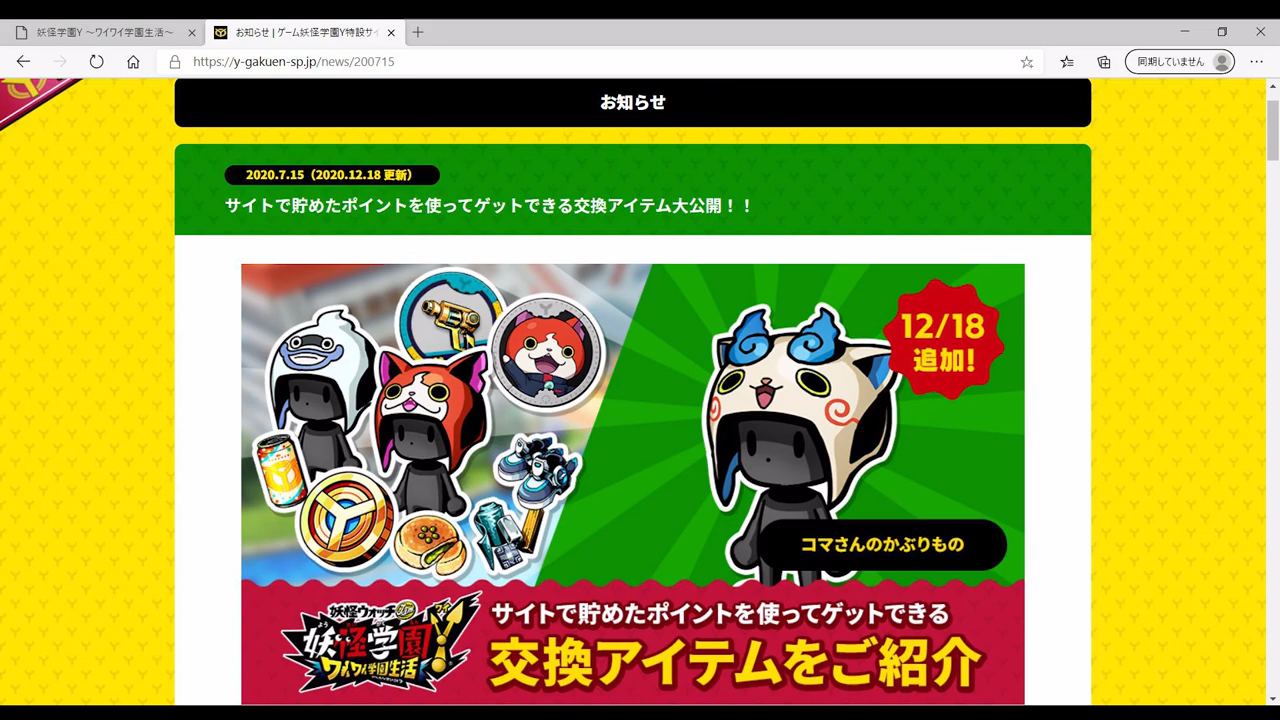 妖怪学園Y ～ワイワイ学園生活～
お知らせ | ゲーム妖怪学園Y特設サイ
https://y-gakuen-sp.jp/news/200715
同期していません
お知らせ
2020.7.15（2020.12.18 更新）
サイトで貯めたポイントを使ってゲットできる交換アイテム大公開！！
12/18
追加!
コマさんのかぶりもの
妖怪ウォッチ
妖怪学園Y
ワイワイ学園生活
サイトで貯めたポイントを使ってゲットできる
交換アイテムをご紹介